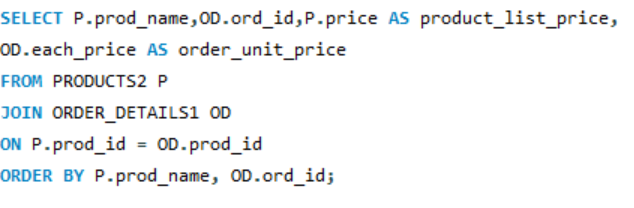 SELECT P.prod_name,OD.ord_id,P.price AS product_list_price,
OD.each_price AS order_unit_price
FROM PRODUCTS2 P
JOIN ORDER_DETAILS1 OD
ON P.prod_id = OD.prod_id
ORDER BY P.prod_name, OD.ord_id;